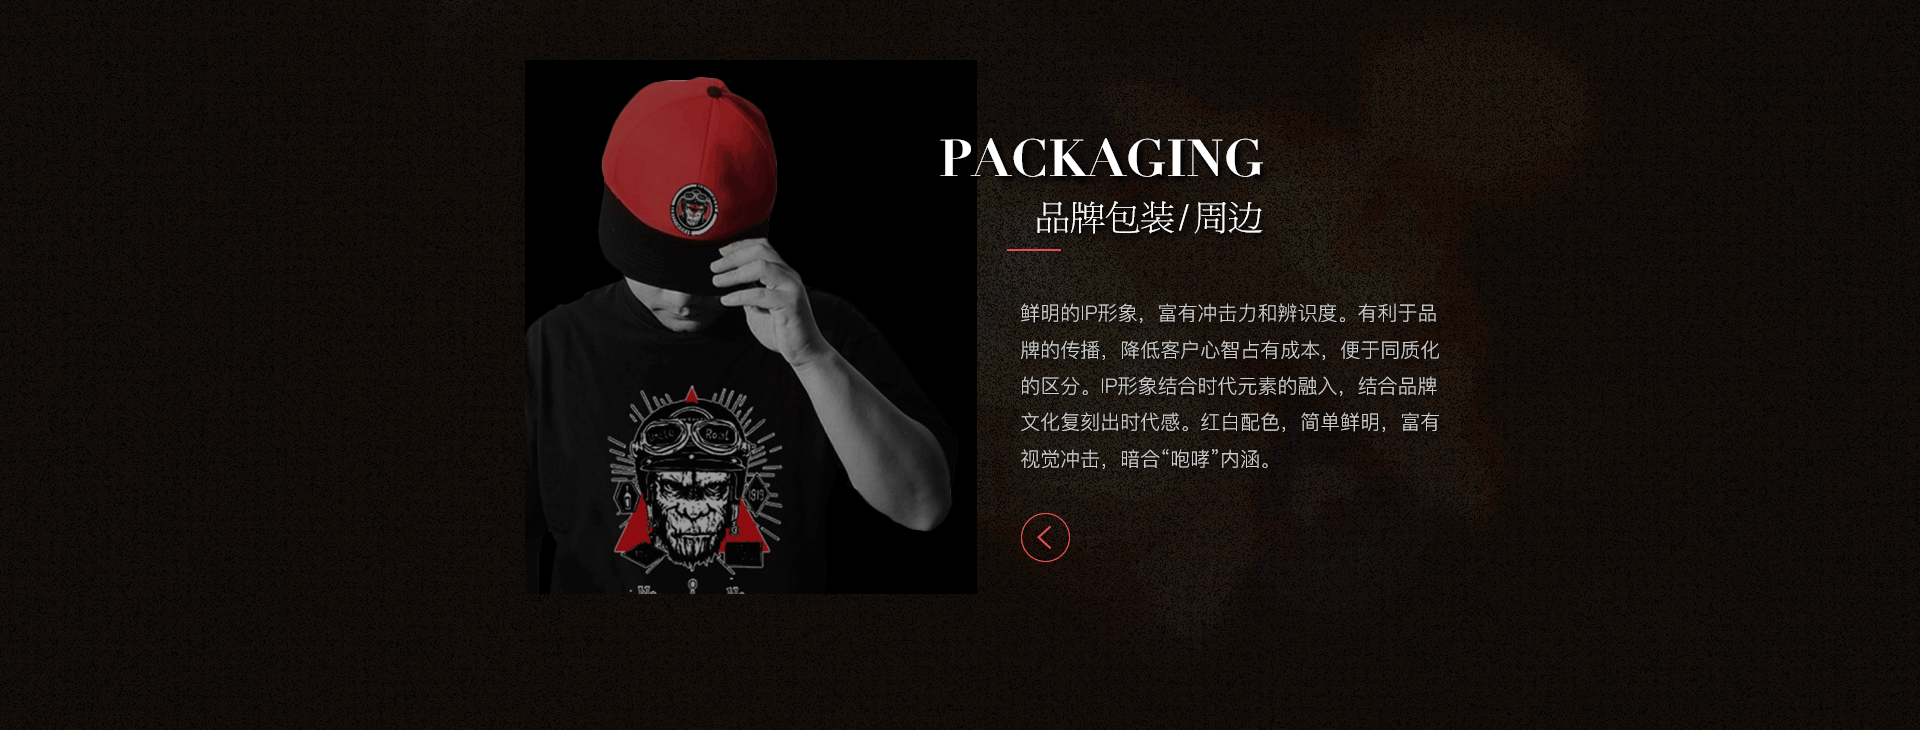 PACKAGING
品牌包装/周边
鲜明的IP形象，富有冲击力和辨识度。有利于品
牌的传播，降低客户心智占有成本，便于同质化
的区分。IP形象结合时代元素的融入，结合品牌
文化复刻出时代感。红白配色，简单鲜明，富有
视觉冲击，暗合“咆哮”内涵。
1919